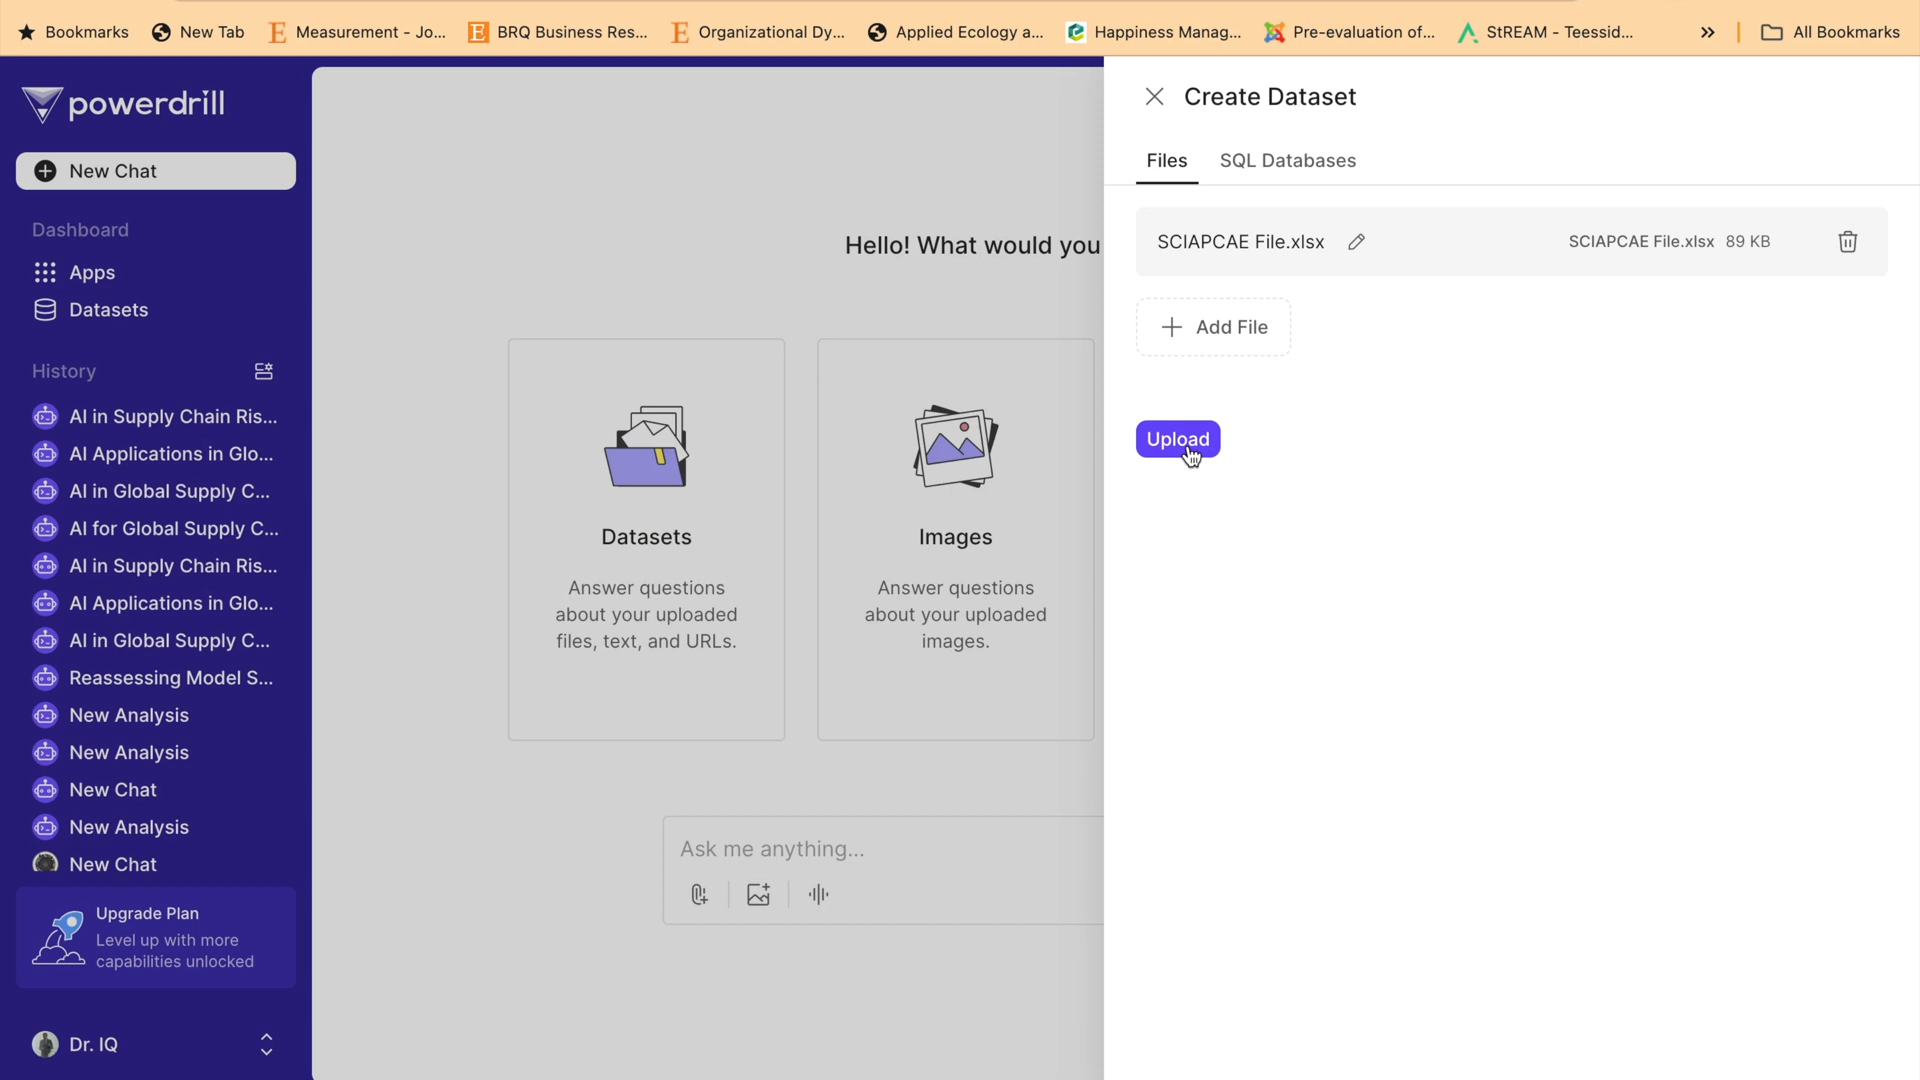 Bookmarks
New Tab
Measurement - Jo...
BRQ Business Res...
Organizational Dy...
Applied Ecology a...
Happiness Manag...
Pre-evaluation of...
StREAM - Teessid...
All Bookmarks
powerdrill
New Chat
Dashboard
Apps
Datasets
History
AI in Supply Chain Ris...
AI Applications in Glo...
AI in Global Supply C...
AI for Global Supply C...
AI in Supply Chain Ris...
AI Applications in Glo...
AI in Global Supply C...
Reassessing Model S...
New Analysis
New Analysis
New Chat
New Analysis
New Chat
Upgrade Plan
Level up with more
capabilities unlocked
Dr. IQ
Hello! What would you
Datasets
Answer questions
about your uploaded
files, text, and URLs.
Images
Answer questions
about your uploaded
images.
Ask me anything...
Create Dataset
Files
SQL Databases
SCIAPCAE File.xlsx
SCIAPCAE File.xlsx 89 KB
Add File
Upload